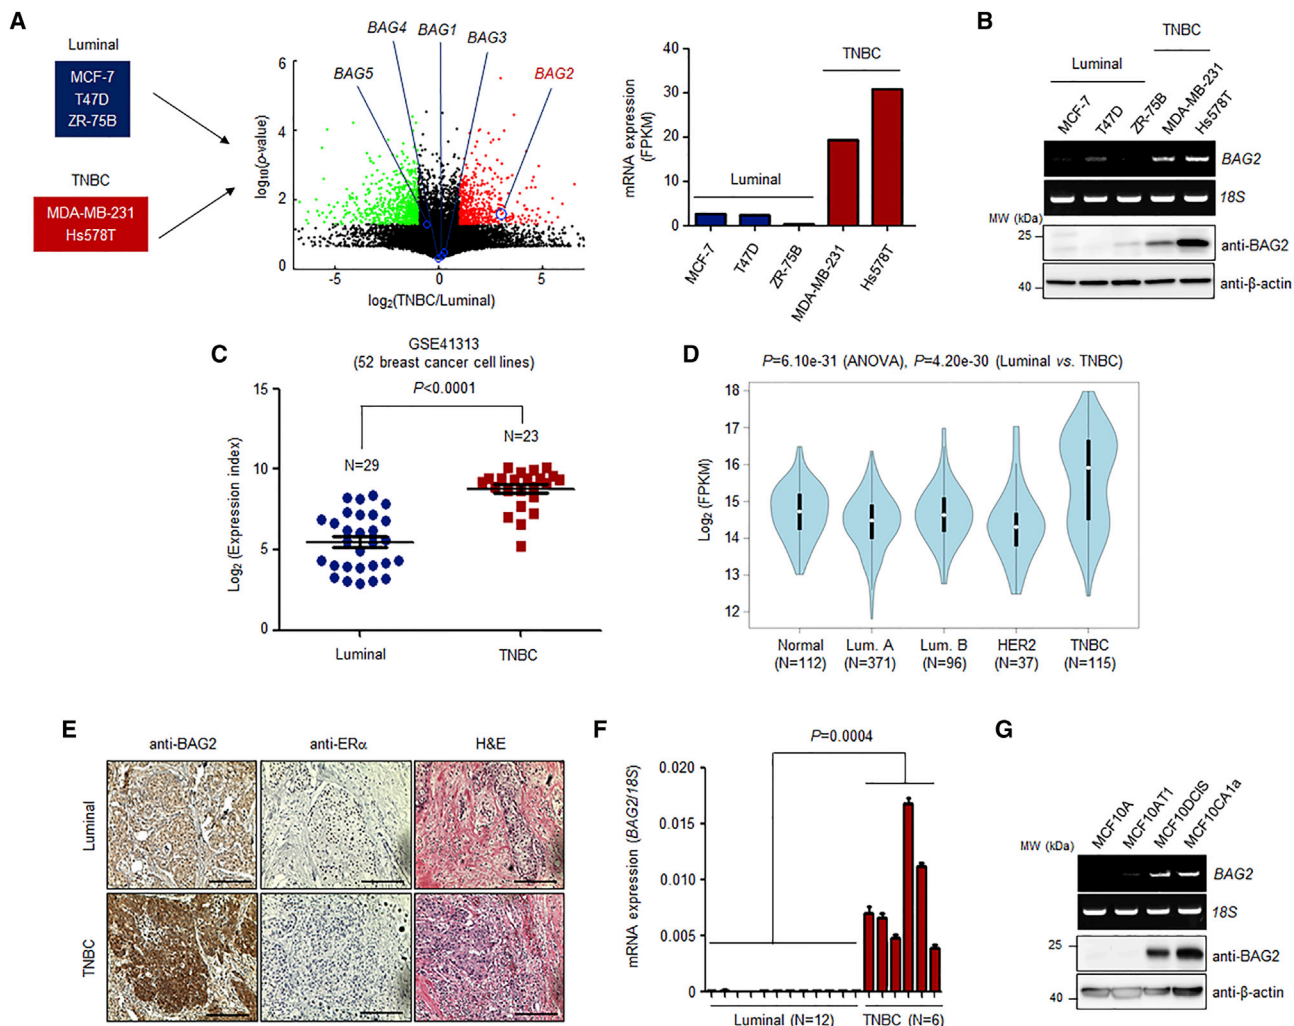 A
Luminal
MCF-7
T47D
ZR-75B
TNBC
MDA-MB-231
Hs578T
BAG4
BAG1
BAG3
BAG5
BAG2
log10(p-value)
6
4
2
0
-5
0
5
log2(TNBC/Luminal)
mRNA expression
(FPKM)
40
30
20
10
0
Luminal
TNBC
MCF-7
T47D
ZR-75B
MDA-MB-231
Hs578T
B
TNBC
Luminal
MCF-7
T47D
ZR-75B
MDA-MB-231
Hs578T
BAG2
18S
MW (kDa)
25
anti-BAG2
40
anti-β-actin
C
GSE41313
(52 breast cancer cell lines)
P<0.0001
Log2 (Expression index)
15
10
5
0
N=29
N=23
Luminal
TNBC
D
P=6.10e-31 (ANOVA), P=4.20e-30 (Luminal vs. TNBC)
Log2 (FPKM)
18
17
16
15
14
13
12
Normal
(N=112)
Lum. A
(N=371)
Lum. B
(N=96)
HER2
(N=37)
TNBC
(N=115)
E
anti-BAG2
anti-ERα
H&E
Luminal
TNBC
F
P=0.0004
mRNA expression (BAG2/18S)
0.020
0.015
0.010
0.005
0
Luminal (N=12)
TNBC (N=6)
G
MCF10A
MCF10AT1
MCF10DCIS
MCF10CA1a
MW (kDa)
BAG2
18S
25
anti-BAG2
40
anti-β-actin